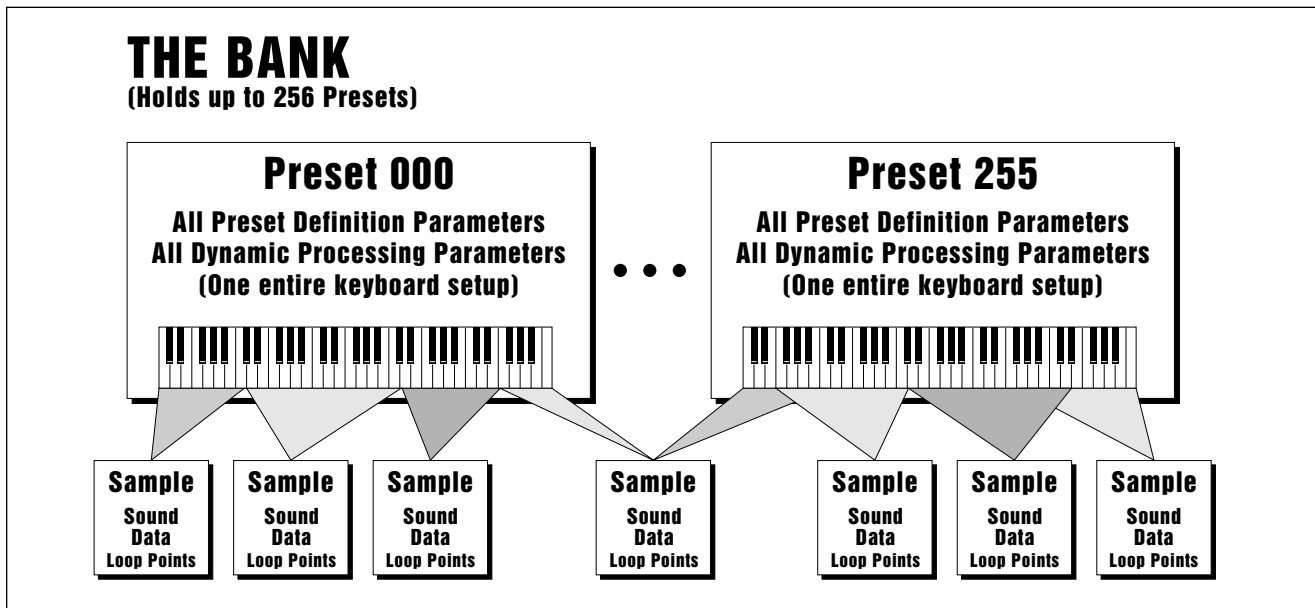 THE BANK
(Holds up to 256 Presets)
Preset 000
All Preset Definition Parameters
All Dynamic Processing Parameters
(One entire keyboard setup)
• • •
Preset 255
All Preset Definition Parameters
All Dynamic Processing Parameters
(One entire keyboard setup)
Sample
Sound
Data
Loop Points
Sample
Sound
Data
Loop Points
Sample
Sound
Data
Loop Points
Sample
Sound
Data
Loop Points
Sample
Sound
Data
Loop Points
Sample
Sound
Data
Loop Points
Sample
Sound
Data
Loop Points